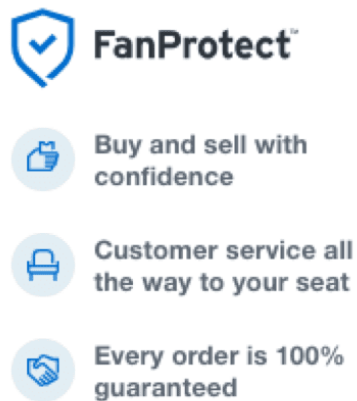 FanProtect™
Buy and sell with
confidence
Customer service all
the way to your seat
Every order is 100%
guaranteed